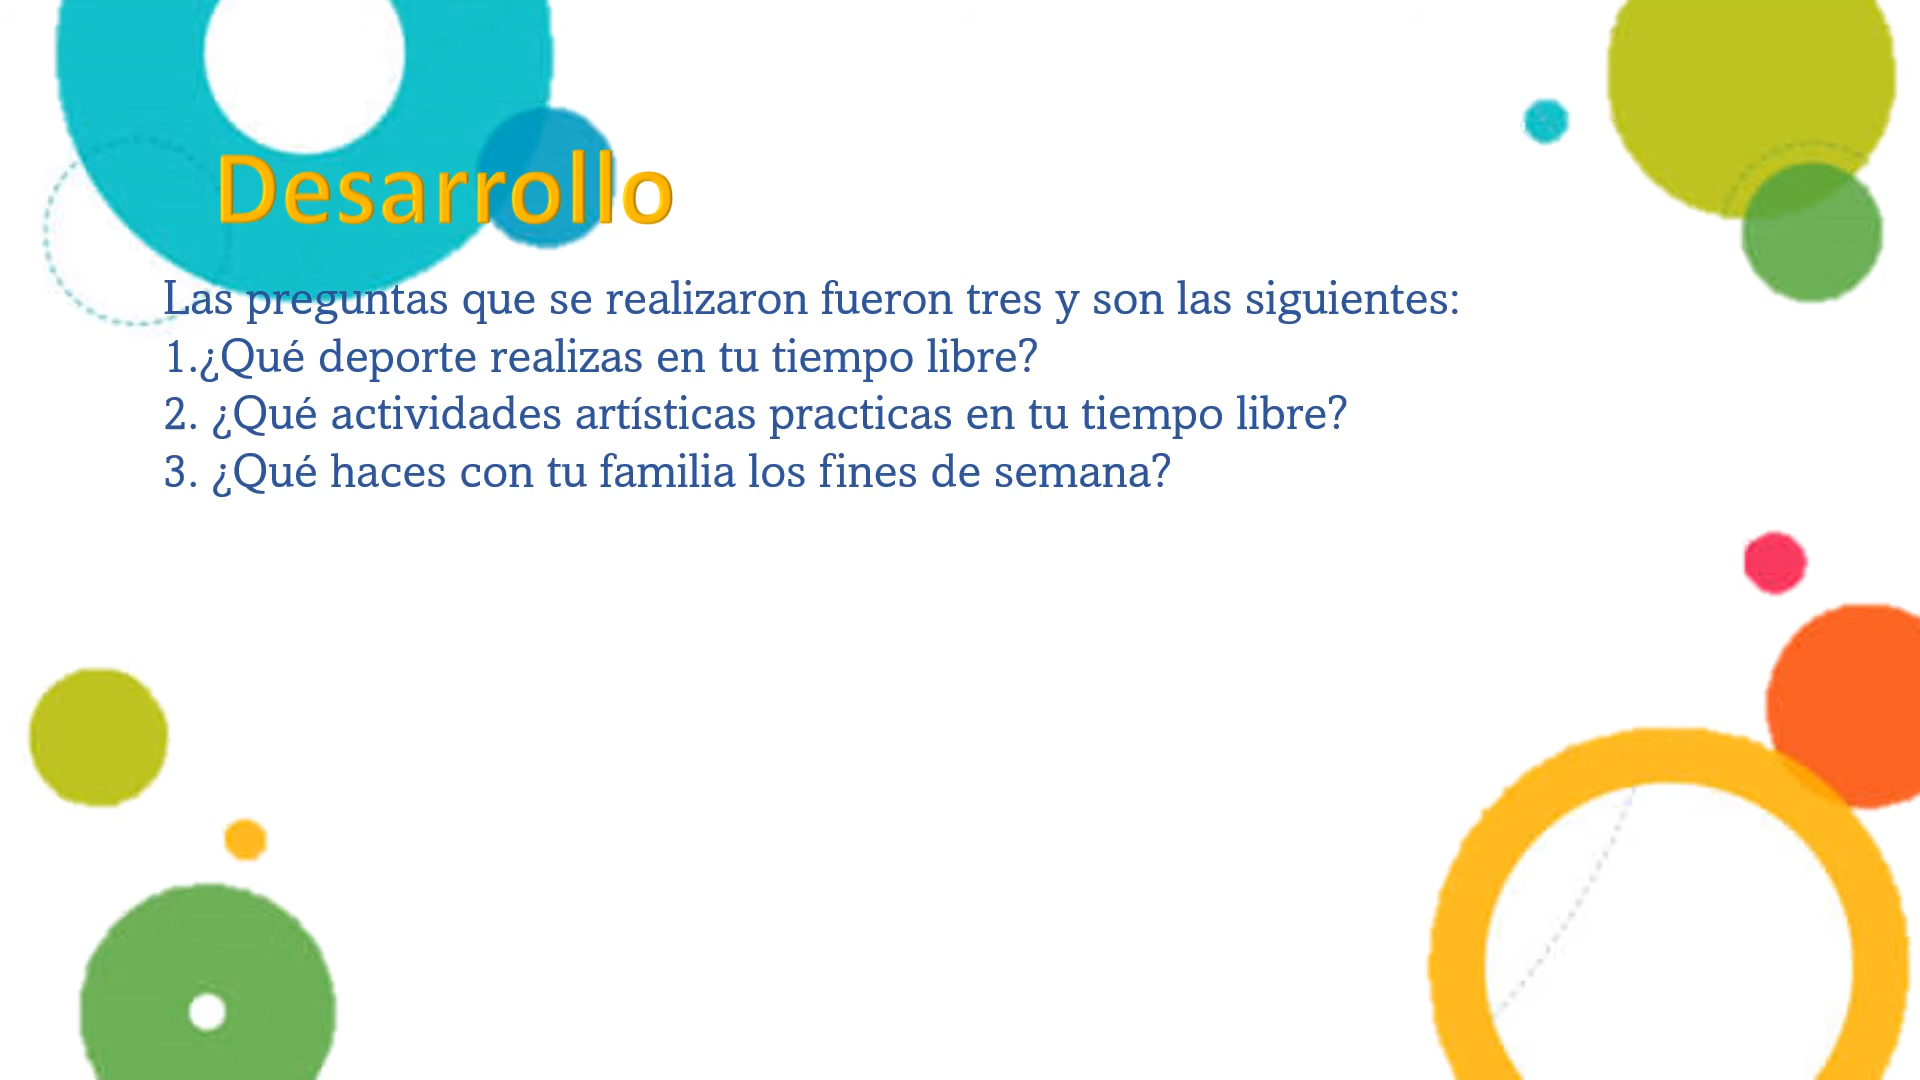 Desarrollo
Las preguntas que se realizaron fueron tres y son las siguientes:
1.¿Qué deporte realizas en tu tiempo libre?
2. ¿Qué actividades artísticas practicas en tu tiempo libre?
3. ¿Qué haces con tu familia los fines de semana?